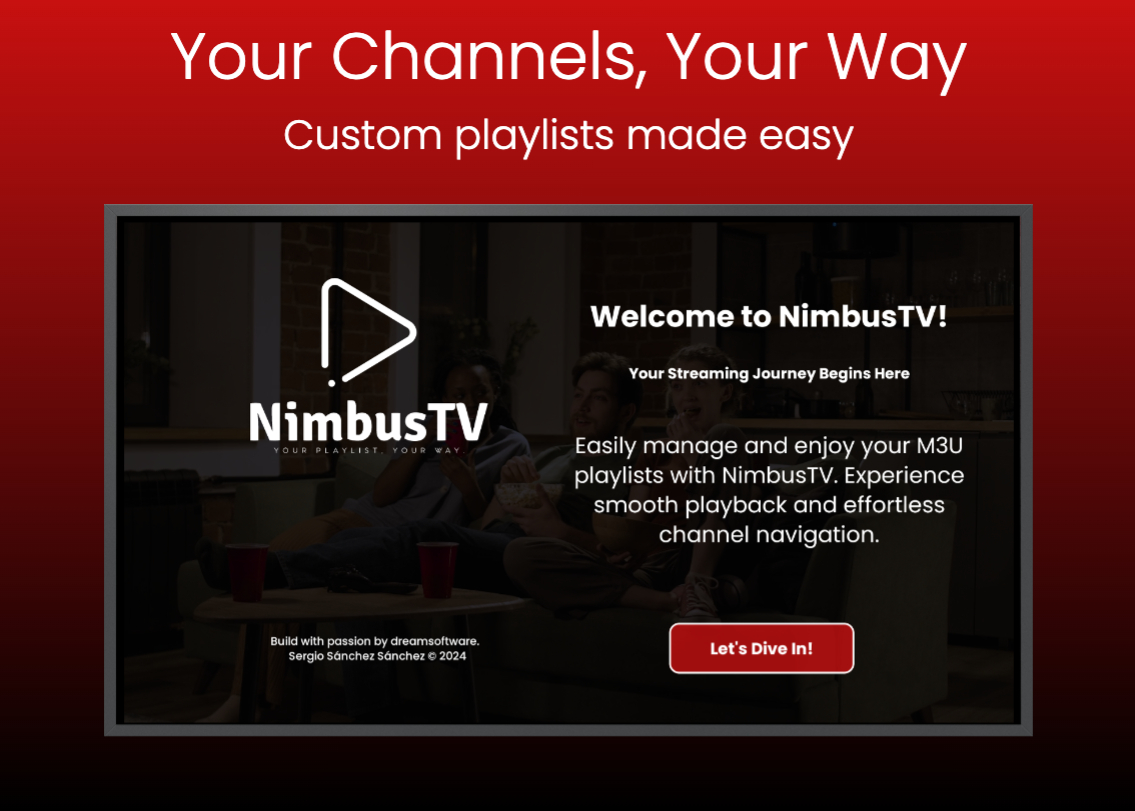 Your Channels, Your Way
Custom playlists made easy
NimbusTV
YOUR PLAYLIST. YOUR WAY.
Build with passion by dreamsoftware.
Sergio Sánchez Sánchez © 2024
Welcome to NimbusTV!
Your Streaming Journey Begins Here
Easily manage and enjoy your M3U
playlists with NimbusTV. Experience
smooth playback and effortless
channel navigation.
Let's Dive In!